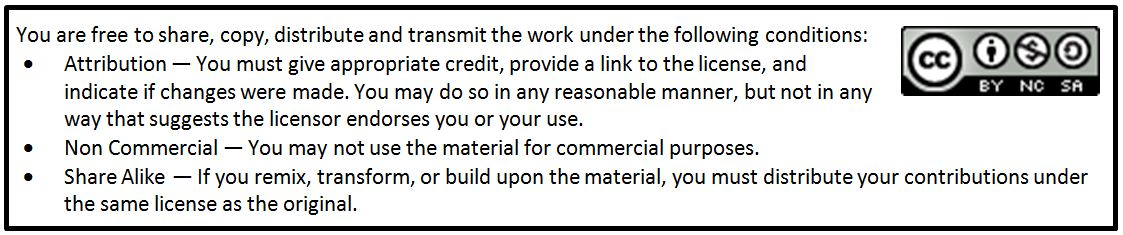 You are free to share, copy, distribute and transmit the work under the following conditions:
• Attribution — You must give appropriate credit, provide a link to the license, and
indicate if changes were made. You may do so in any reasonable manner, but not in any
way that suggests the licensor endorses you or your use.
• Non Commercial — You may not use the material for commercial purposes.
• Share Alike — If you remix, transform, or build upon the material, you must distribute your contributions under
the same license as the original.
cc
BY NC SA